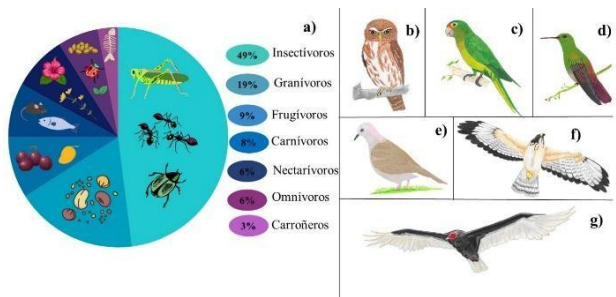 a)
49% Insectívoros
19% Granívoros
9% Frugívoros
8% Carnívoros
6% Nectarívoros
6% Omnívoros
3% Carroñeros
b)
c)
d)
e)
f)
g)